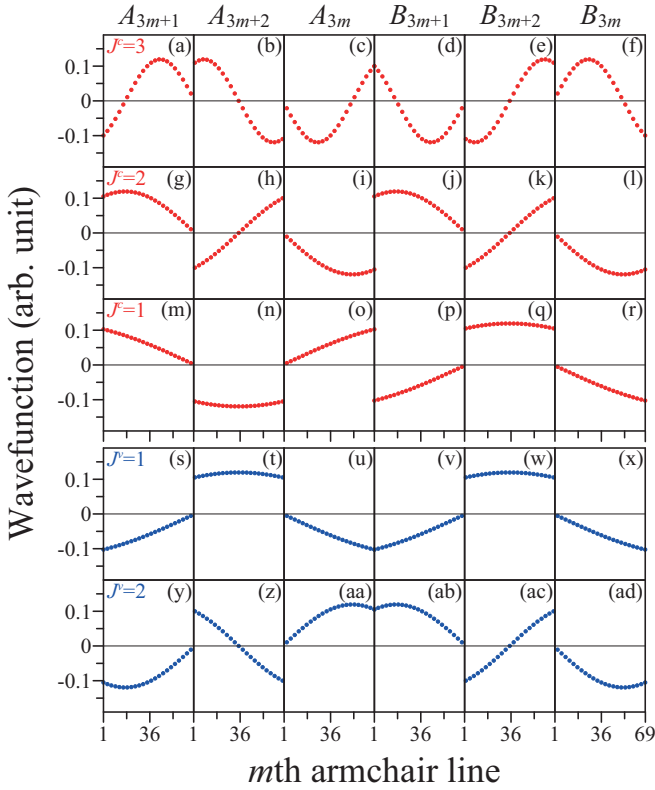 A3m+1 A3m+2 A3m B3m+1 B3m+2 B3m
Jc=3 (a) (b) (c) (d) (e) (f)
0.1
0
-0.1
Jc=2 (g) (h) (i) (j) (k) (l)
0.1
0
-0.1
Jc=1 (m) (n) (o) (p) (q) (r)
0.1
0
-0.1
Jv=1 (s) (t) (u) (v) (w) (x)
0.1
0
-0.1
Jv=2 (y) (z) (aa) (ab) (ac) (ad)
0.1
0
-0.1
1 36 1 36 1 36 1 36 1 36 1 36 69
Wavefunction (arb. unit)
mth armchair line